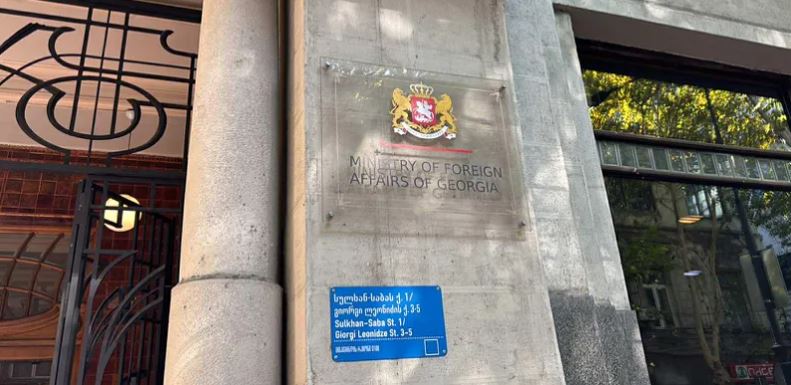 MINISTRY OF FOREIGN
AFFAIRS OF GEORGIA
სულხან-საბას ქ. 1/
გიორგი ლეონიძის ქ. 3-5
Sulkhan-Saba St. 1/
Giorgi Leonidze St. 3-5